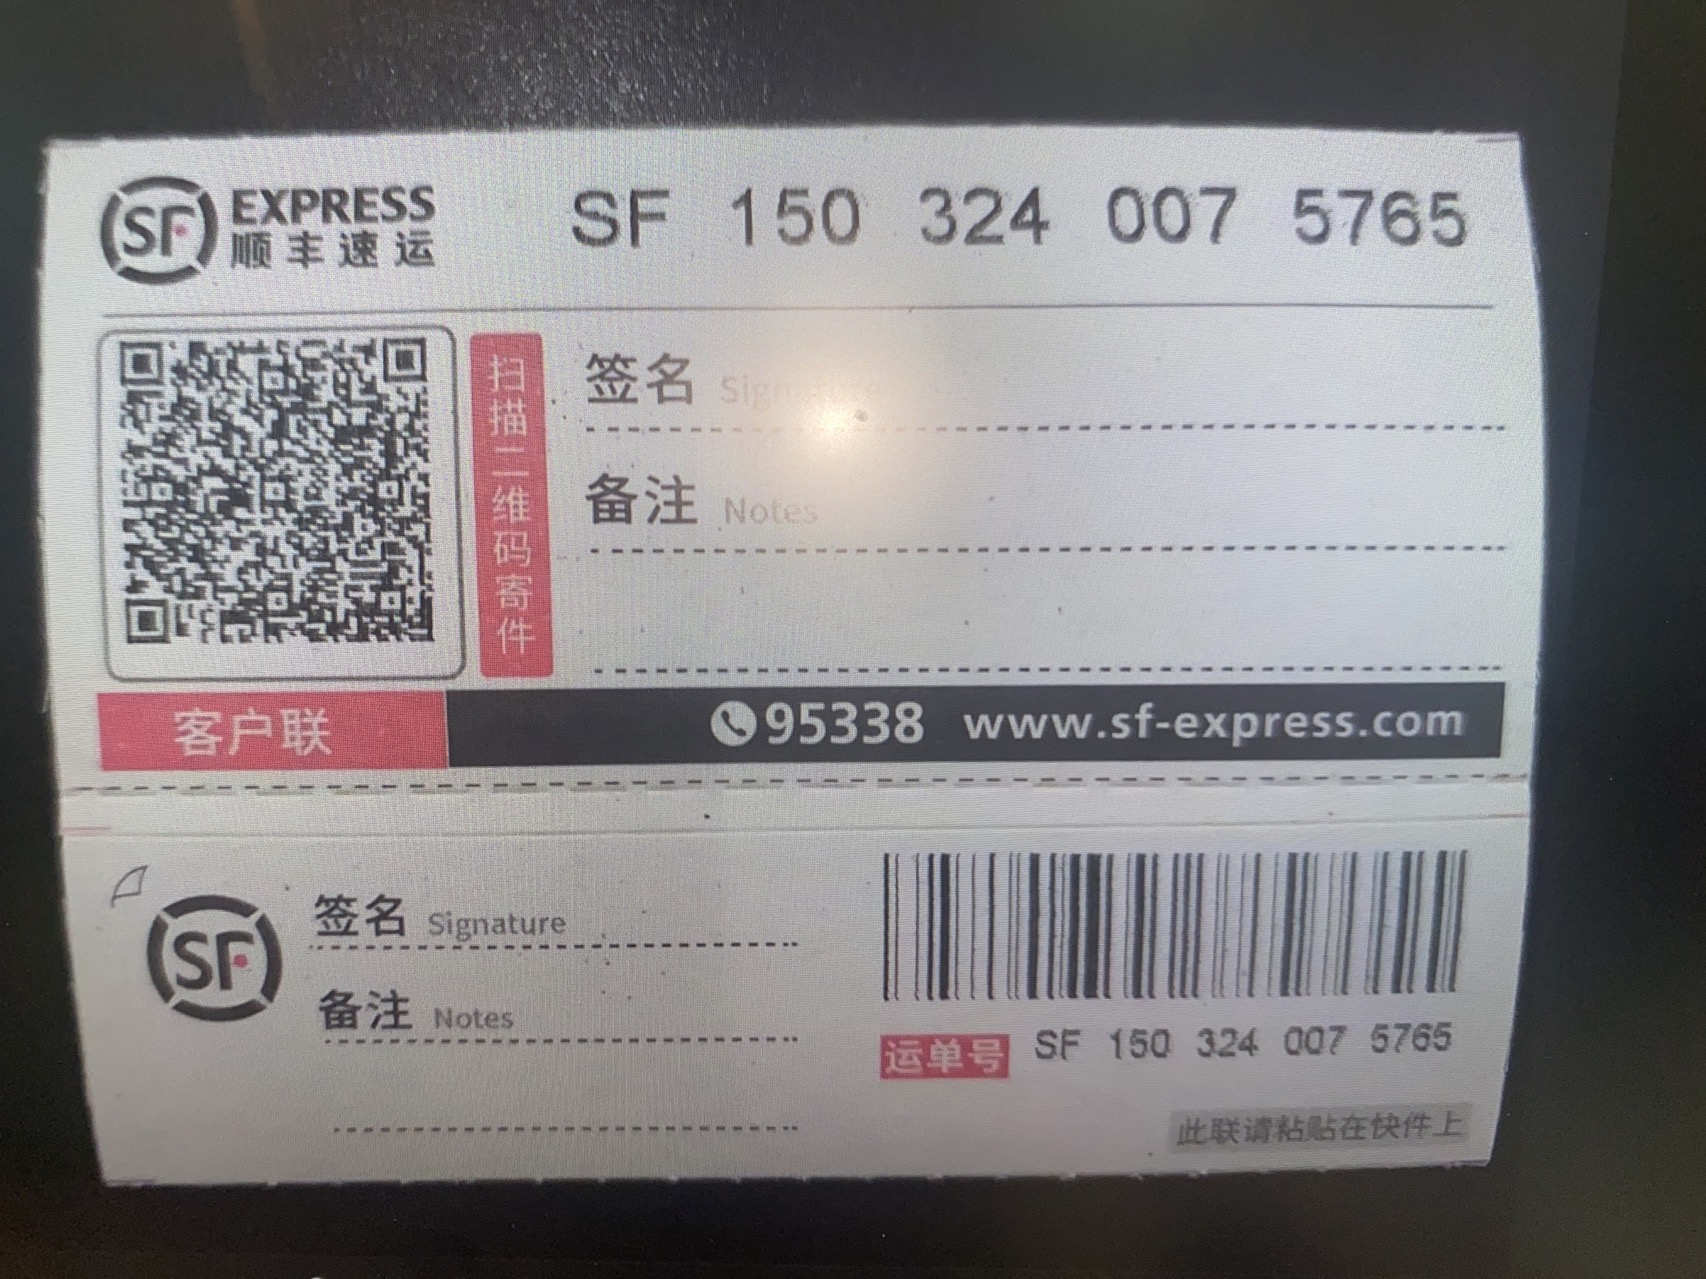 SF EXPRESS
顺丰速运
SF 150 324 007 5765
扫描二维码寄件
签名 Signature
备注 Notes
客户联
95338 www.sf-express.com
SF
签名 Signature
备注 Notes
运单号 SF 150 324 007 5765
此联请粘贴在快件上